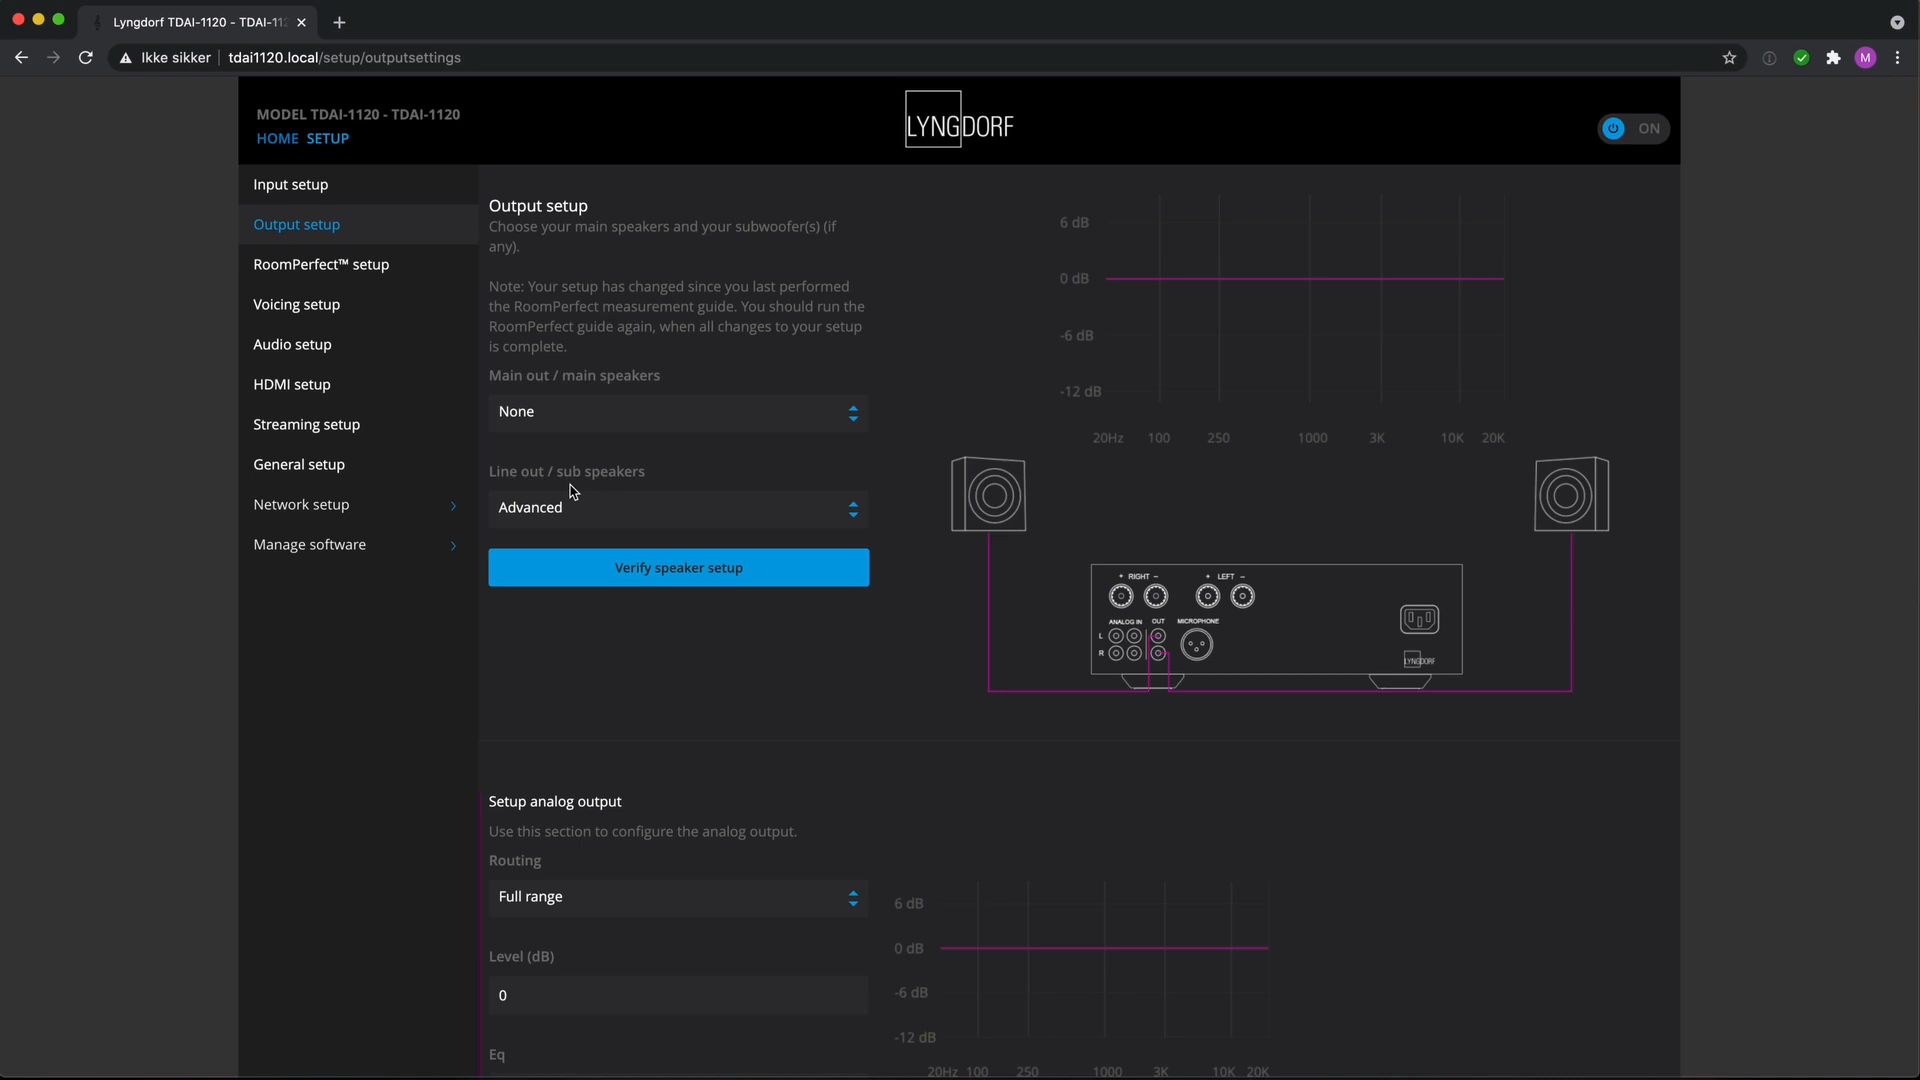 Lyngdorf TDAI-1120 - TDAI-112
Ikke sikker
tdai1120.local/setup/outputsettings
M
MODEL TDAI-1120 - TDAI-1120
HOME SETUP
LYNGDORF
ON
Input setup
Output setup
RoomPerfect™ setup
Voicing setup
Audio setup
HDMI setup
Streaming setup
General setup
Network setup
Manage software
Output setup
Choose your main speakers and your subwoofer(s) (if
any).
Note: Your setup has changed since you last performed
the RoomPerfect measurement guide. You should run the
RoomPerfect guide again, when all changes to your setup
is complete.
Main out / main speakers
None
Line out / sub speakers
Advanced
Verify speaker setup
6 dB
0 dB
-6 dB
-12 dB
20Hz 100 250 1000 3K 10K 20K
+ RIGHT − + LEFT −
ANALOG IN OUT MICROPHONE
L
R
LYNGDORF
Setup analog output
Use this section to configure the analog output.
Routing
Full range
Level (dB)
0
Eq
6 dB
0 dB
-6 dB
-12 dB
20Hz 100 250 1000 3K 10K 20K